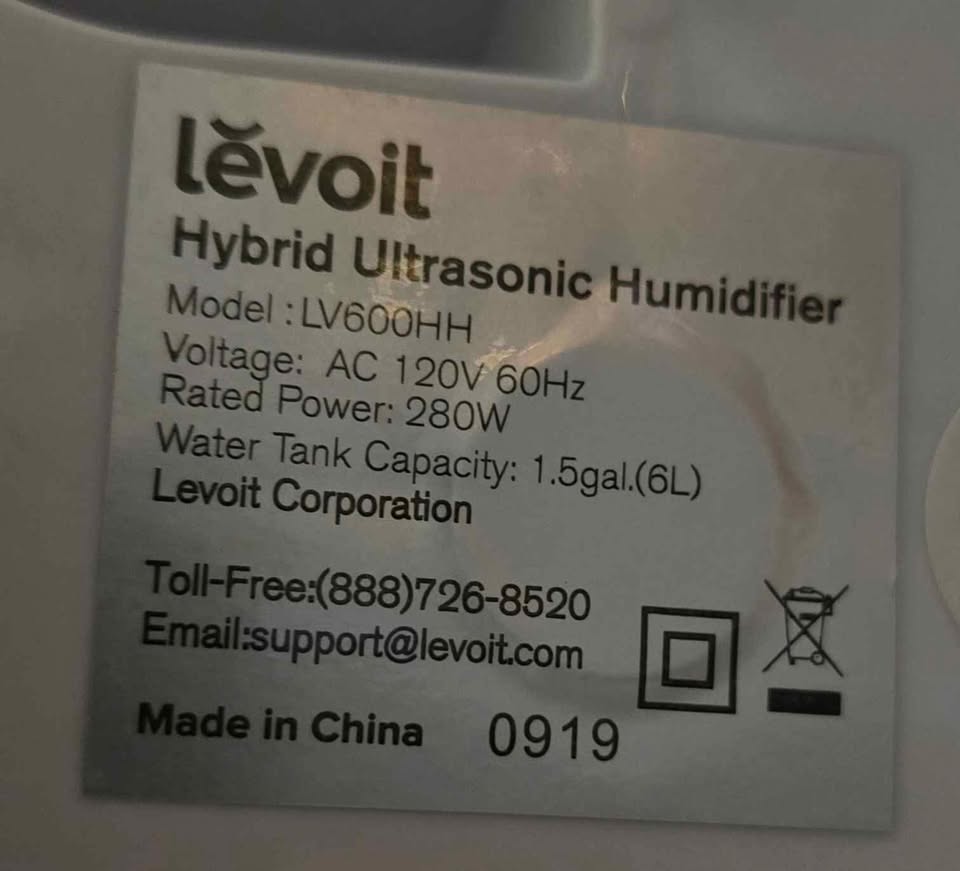 lĕvoit
Hybrid Ultrasonic Humidifier
Model : LV600HH
Voltage: AC 120V 60Hz
Rated Power: 280W
Water Tank Capacity: 1.5gal.(6L)
Levoit Corporation
Toll-Free:(888)726-8520
Email:support@levoit.com
Made in China 0919